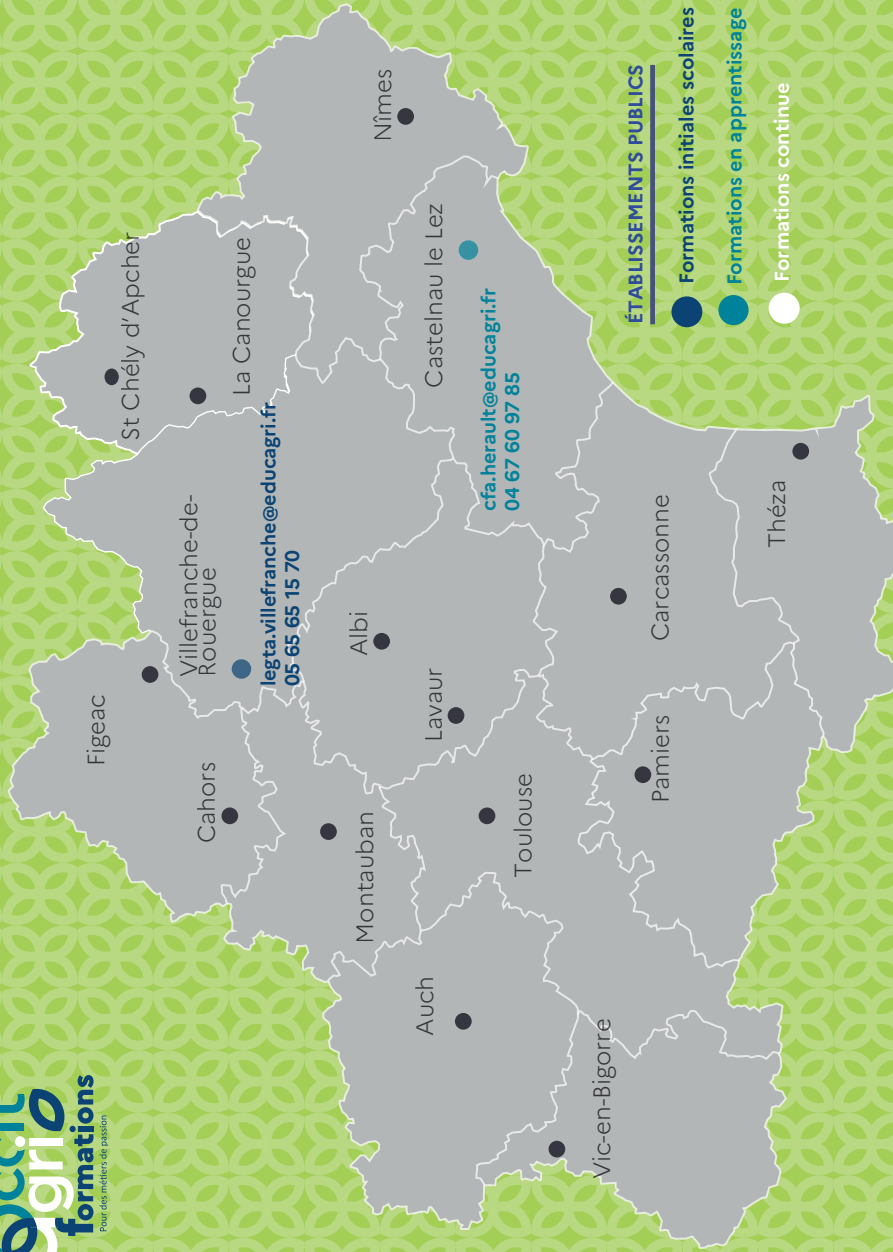 occit
agri
formations
Pour des métiers de passion
St Chély d'Apcher
La Canourgue
Nîmes
Figeac
Villefranche-de-
Rouergue
legta.villefranche@educagri.fr
05 65 65 15 70
Cahors
Montauban
Albi
Lavaur
Castelnau le Lez
cfa.herault@educagri.fr
04 67 60 97 85
Auch
Toulouse
Vic-en-Bigorre
Pamiers
Carcassonne
Théza
ÉTABLISSEMENTS PUBLICS
Formations initiales scolaires
Formations en apprentissage
Formations continue